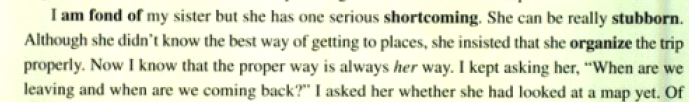 I am fond of my sister but she has one serious shortcoming. She can be really stubborn.
Although she didn't know the best way of getting to places, she insisted that she organize the trip
properly. Now I know that the proper way is always her way. I kept asking her, "When are we
leaving and when are we coming back?" I asked her whether she had looked at a map yet. Of